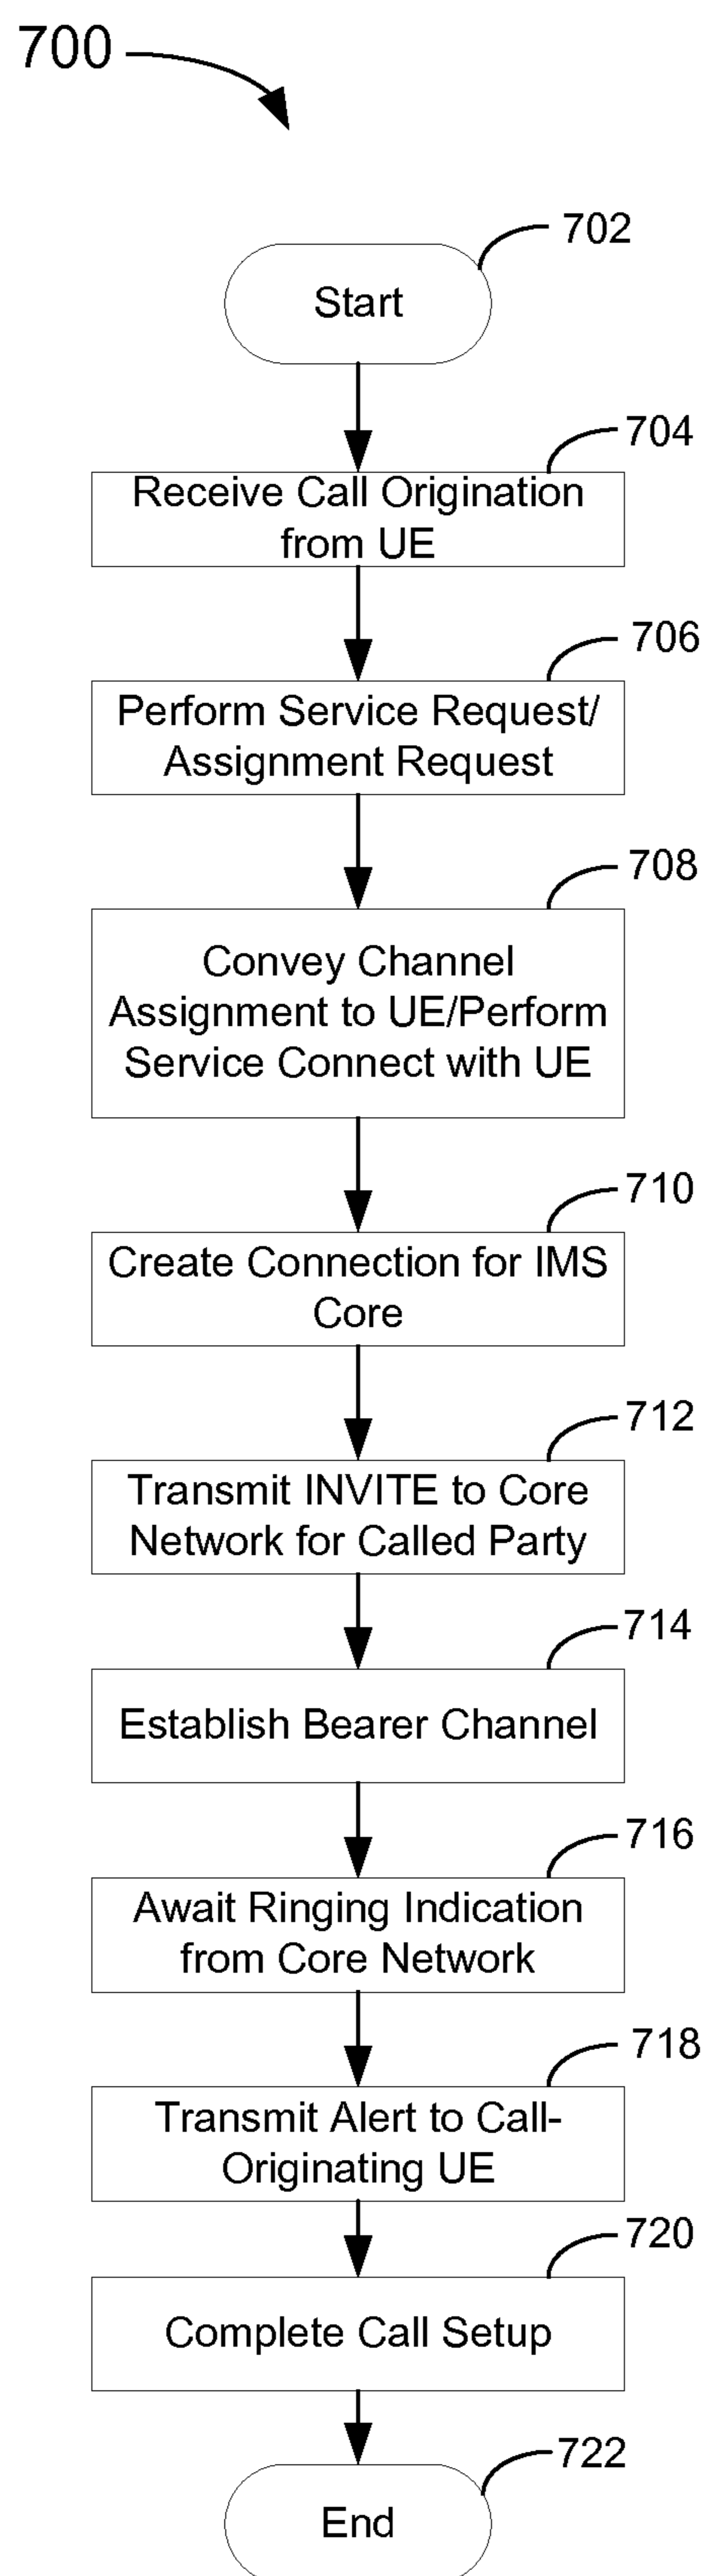 700
702
Start
704
Receive Call Origination
from UE
706
Perform Service Request/
Assignment Request
708
Convey Channel
Assignment to UE/Perform
Service Connect with UE
710
Create Connection for IMS
Core
712
Transmit INVITE to Core
Network for Called Party
714
Establish Bearer Channel
716
Await Ringing Indication
from Core Network
718
Transmit Alert to Call-
Originating UE
720
Complete Call Setup
722
End